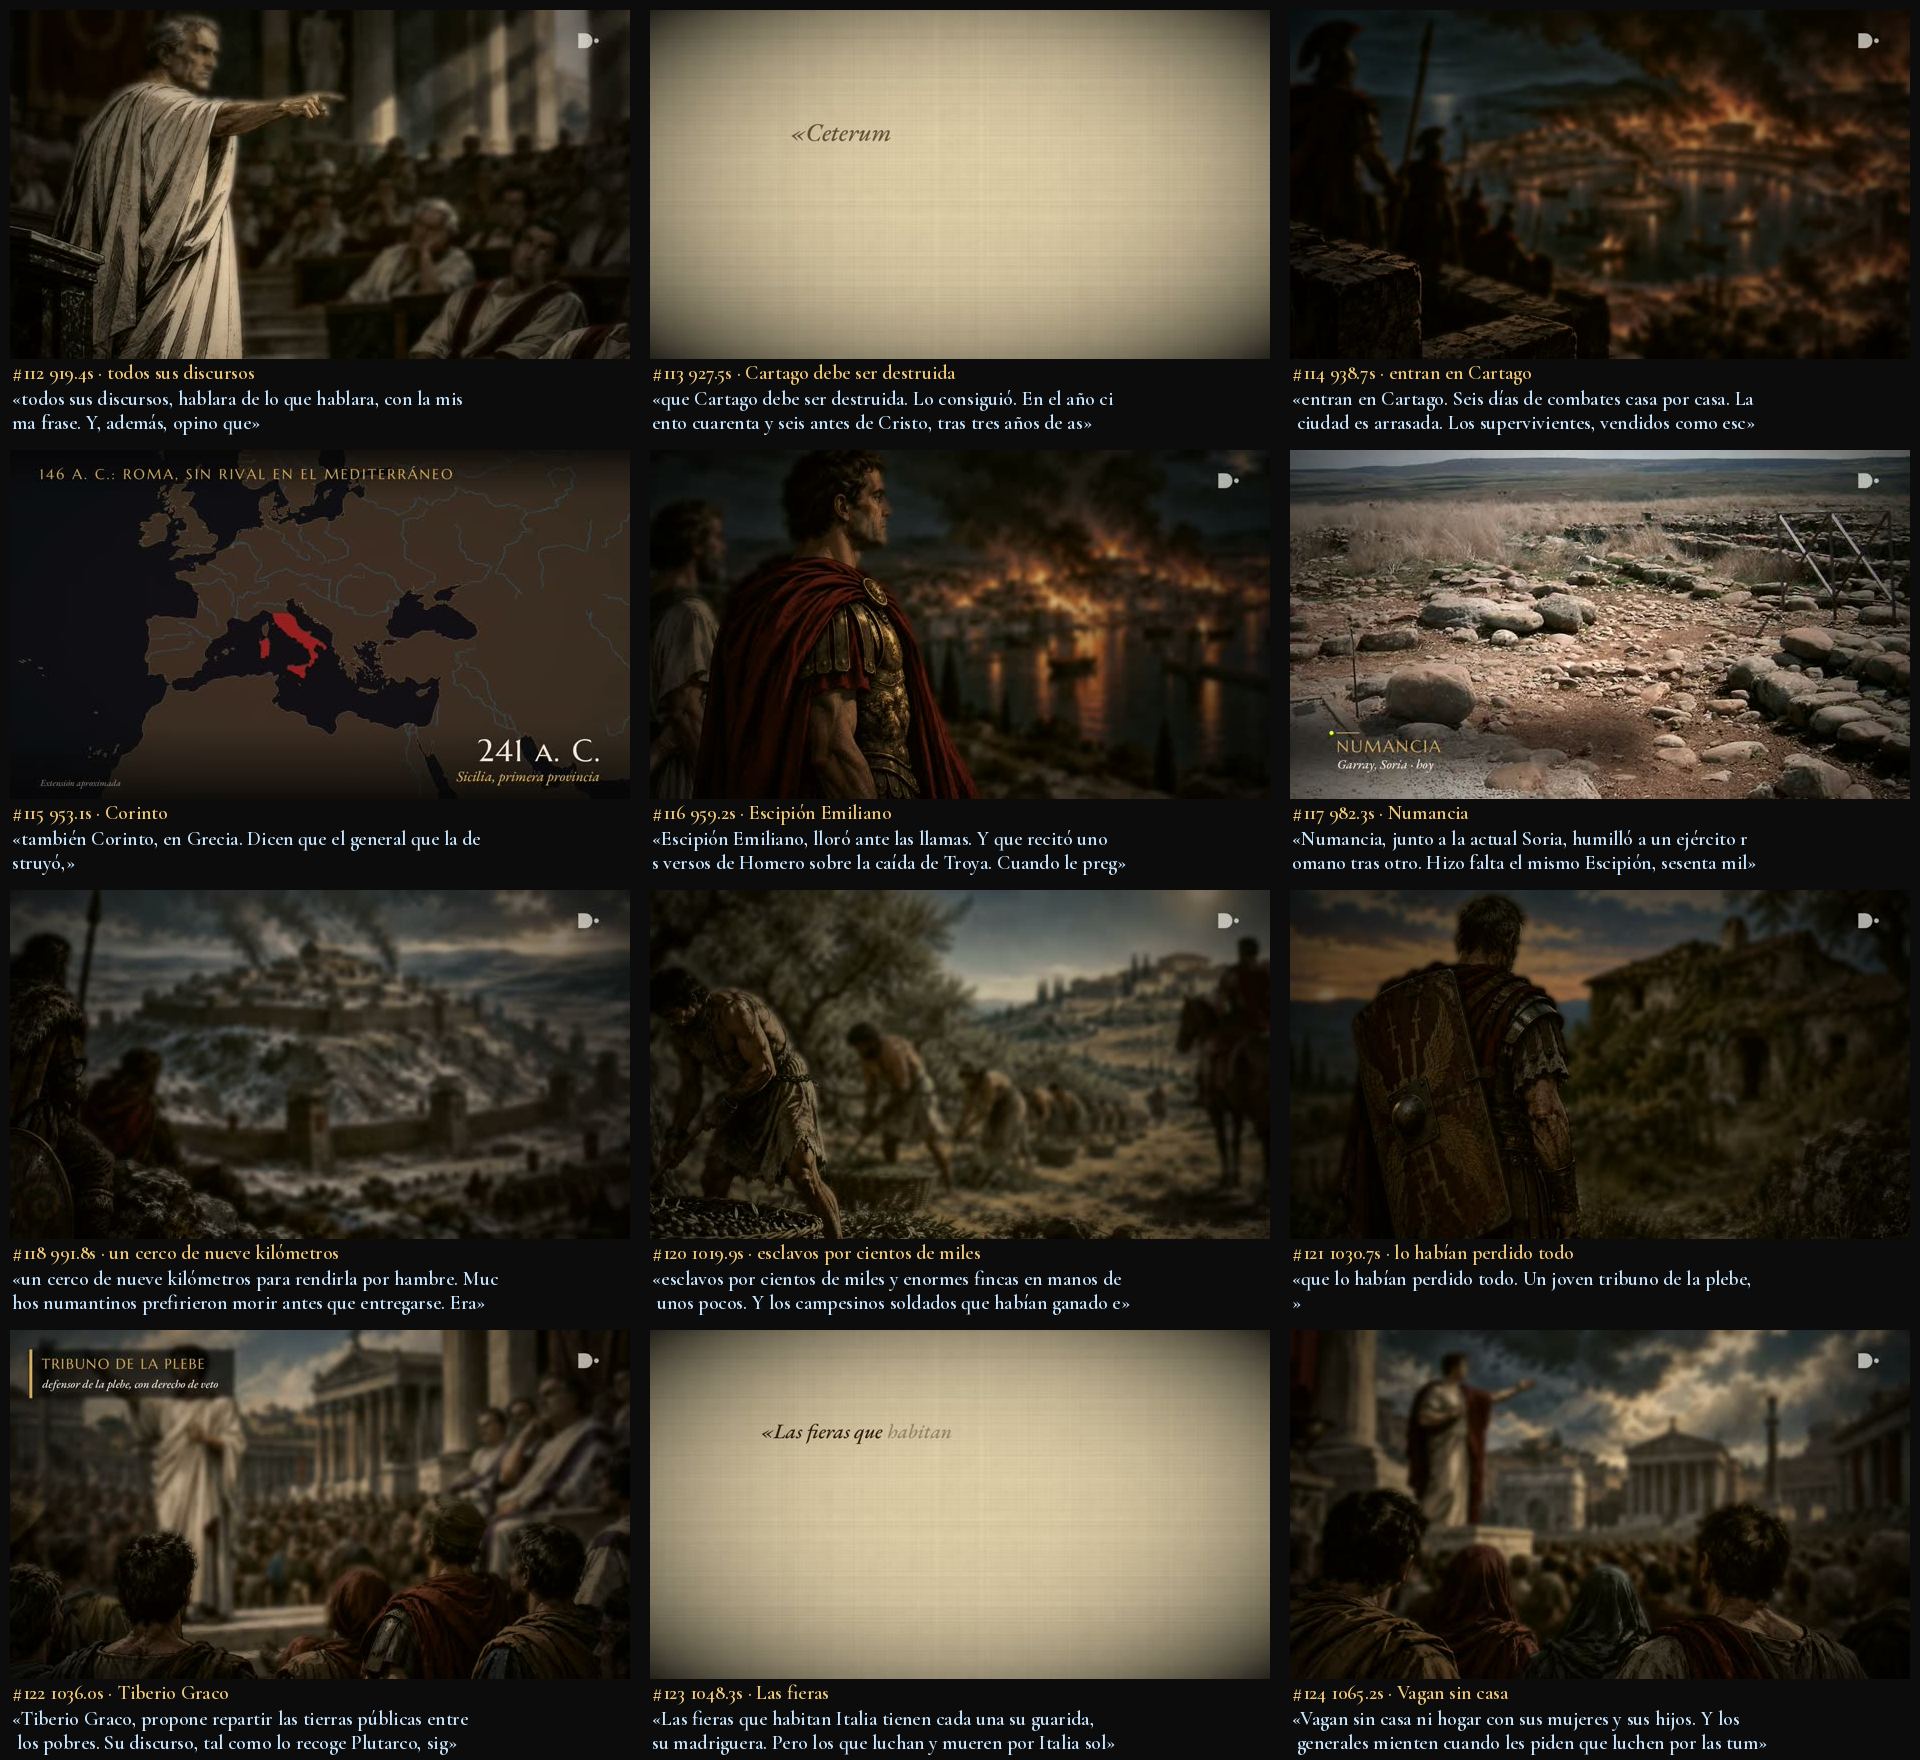 «Ceterum
#112 919.4s · todos sus discursos
«todos sus discursos, hablara de lo que hablara, con la mis
ma frase. Y, además, opino que»
#113 927.5s · Cartago debe ser destruida
«que Cartago debe ser destruida. Lo consiguió. En el año ci
ento cuarenta y seis antes de Cristo, tras tres años de as»
#114 938.7s · entran en Cartago
«entran en Cartago. Seis días de combates casa por casa. La
ciudad es arrasada. Los supervivientes, vendidos como esc»
146 A. C.: ROMA, SIN RIVAL EN EL MEDITERRÁNEO
241 A. C.
Sicilia, primera provincia
Extensión aproximada
NUMANCIA
Garray, Soria · hoy
#115 953.1s · Corinto
«también Corinto, en Grecia. Dicen que el general que la de
struyó,»
#116 959.2s · Escipión Emiliano
«Escipión Emiliano, lloró ante las llamas. Y que recitó uno
s versos de Homero sobre la caída de Troya. Cuando le preg»
#117 982.3s · Numancia
«Numancia, junto a la actual Soria, humilló a un ejército r
omano tras otro. Hizo falta el mismo Escipión, sesenta mil»
#118 991.8s · un cerco de nueve kilómetros
«un cerco de nueve kilómetros para rendirla por hambre. Muc
hos numantinos prefirieron morir antes que entregarse. Era»
#120 1019.9s · esclavos por cientos de miles
«esclavos por cientos de miles y enormes fincas en manos de
unos pocos. Y los campesinos soldados que habían ganado e»
#121 1030.7s · lo habían perdido todo
«que lo habían perdido todo. Un joven tribuno de la plebe,
»
TRIBUNO DE LA PLEBE
defensor de la plebe, con derecho de veto
«Las fieras que habitan
#122 1036.0s · Tiberio Graco
«Tiberio Graco, propone repartir las tierras públicas entre
los pobres. Su discurso, tal como lo recoge Plutarco, sig»
#123 1048.3s · Las fieras
«Las fieras que habitan Italia tienen cada una su guarida,
su madriguera. Pero los que luchan y mueren por Italia sol»
#124 1065.2s · Vagan sin casa
«Vagan sin casa ni hogar con sus mujeres y sus hijos. Y los
generales mienten cuando les piden que luchen por las tum»